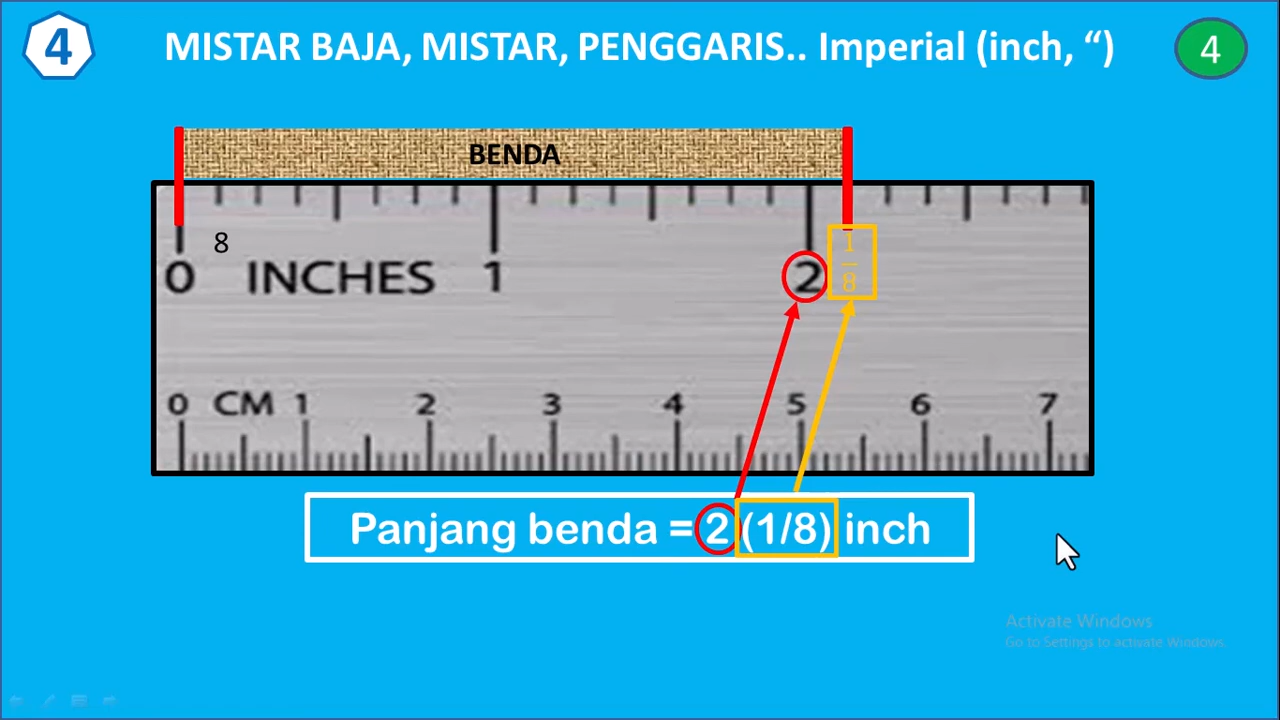 4
MISTAR BAJA, MISTAR, PENGGARIS.. Imperial (inch, “)
4
BENDA
8
0 INCHES 1 2
1
8
0 CM 1 2 3 4 5 6 7
Panjang benda = 2 (1/8) inch
Activate Windows
Go to Settings to activate Windows.